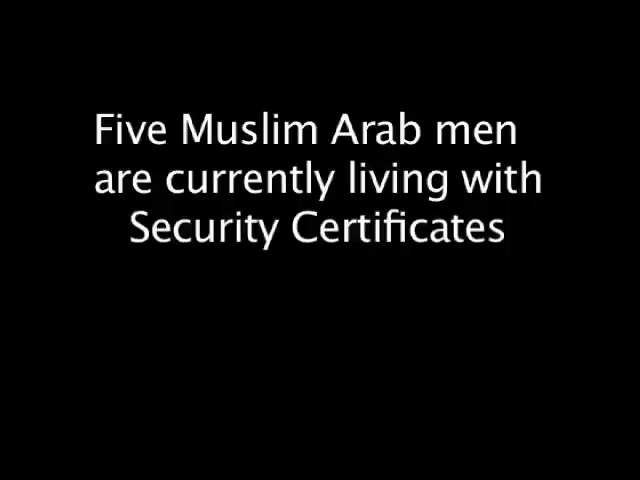 Five Muslim Arab men
are currently living with
Security Certificates